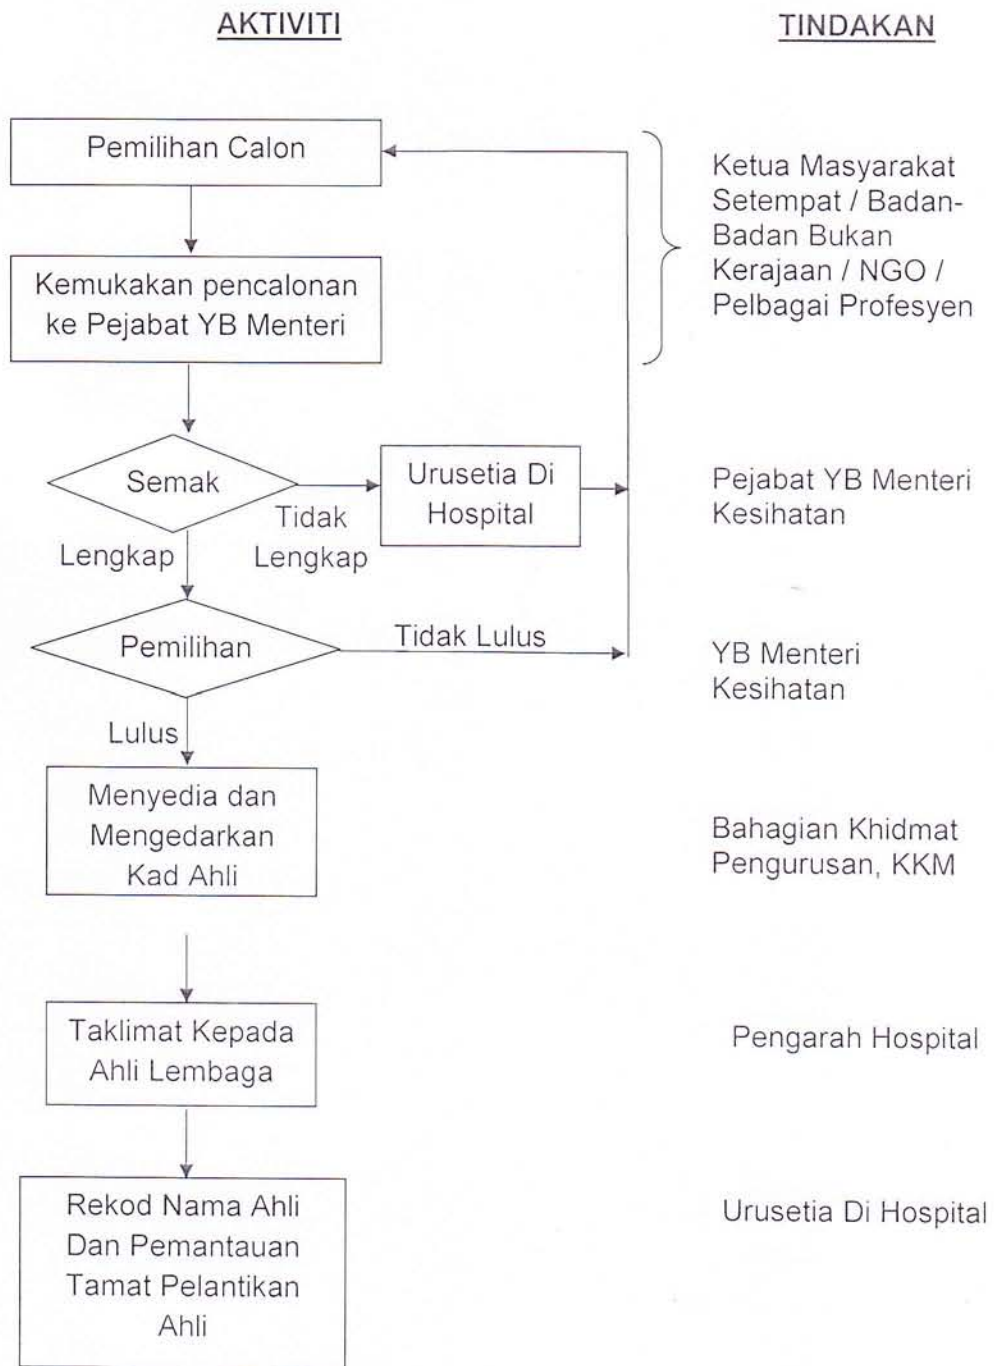 AKTIVITI
TINDAKAN
Pemilihan Calon
Ketua Masyarakat
Setempat / Badan-
Badan Bukan
Kerajaan / NGO /
Pelbagai Profesyen
Kemukakan pencalonan
ke Pejabat YB Menteri
Semak
Tidak
Lengkap
Urusetia Di
Hospital
Pejabat YB Menteri
Kesihatan
Lengkap
Pemilihan
Tidak Lulus
YB Menteri
Kesihatan
Lulus
Menyedia dan
Mengedarkan
Kad Ahli
Bahagian Khidmat
Pengurusan, KKM
Taklimat Kepada
Ahli Lembaga
Pengarah Hospital
Rekod Nama Ahli
Dan Pemantauan
Tamat Pelantikan
Ahli
Urusetia Di Hospital